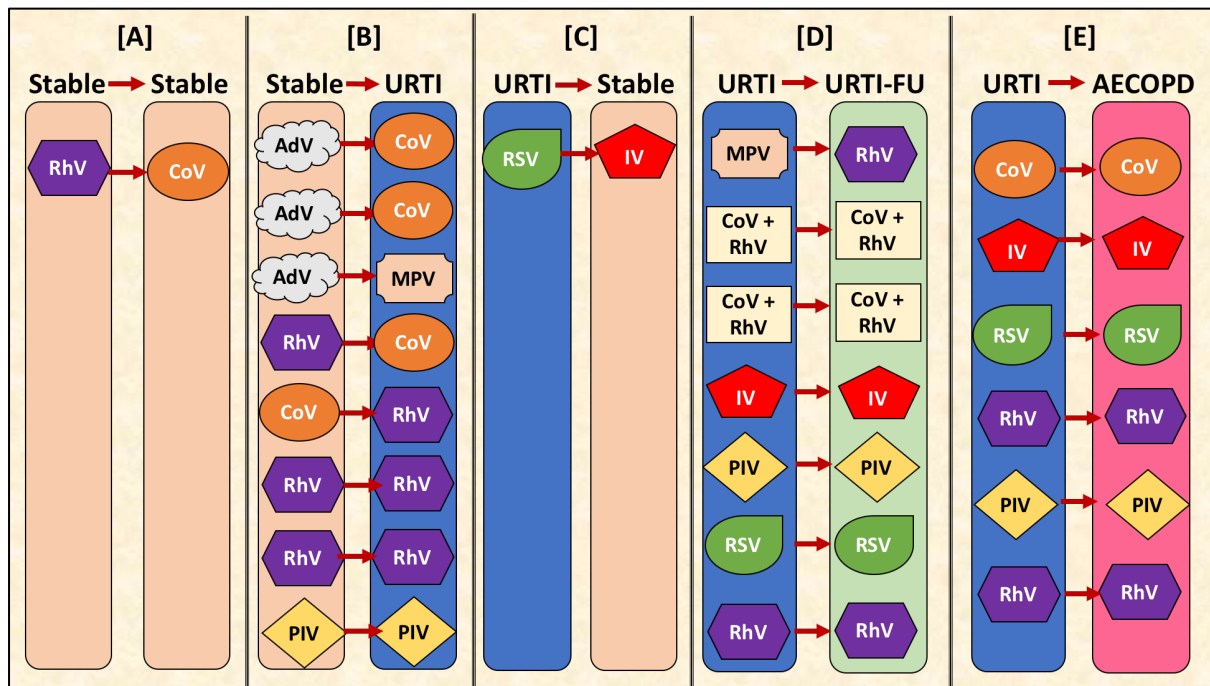 [A]
Stable Stable
RhV CoV
[B]
Stable URTI
AdV CoV
AdV CoV
AdV MPV
RhV CoV
CoV RhV
RhV RhV
RhV RhV
PIV PIV
[C]
URTI Stable
RSV IV
[D]
URTI URTI-FU
MPV RhV
CoV + CoV +
RhV RhV
CoV + CoV +
RhV RhV
IV IV
PIV PIV
RSV RSV
RhV RhV
[E]
URTI AECOPD
CoV CoV
IV IV
RSV RSV
RhV RhV
PIV PIV
RhV RhV